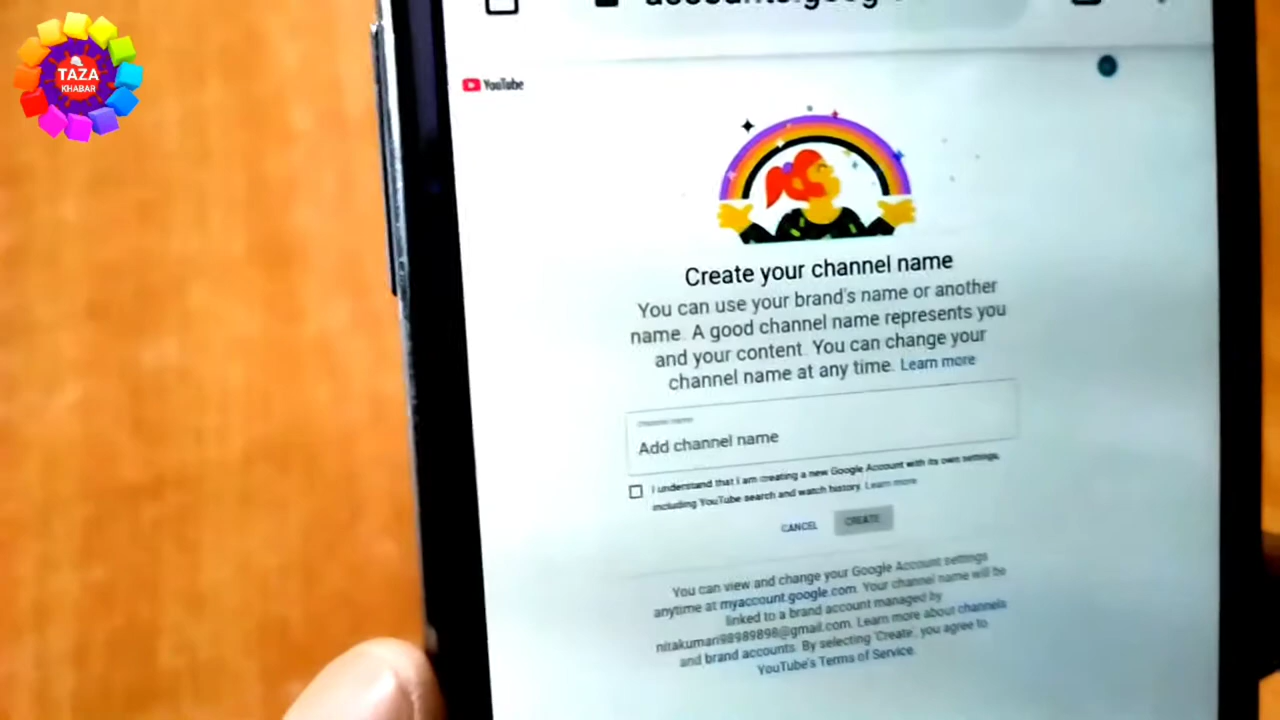 TAZA
KHABAR
YouTube
Create your channel name
You can use your brand's name or another
name. A good channel name represents you
and your content. You can change your
channel name at any time. Learn more
Channel name
Add channel name
I understand that I am creating a new Google Account with its own settings,
including YouTube search and watch history. Learn more
CANCEL CREATE
You can view and change your Google Account settings
anytime at myaccount.google.com. Your channel name will be
linked to a brand account managed by
nitakumari98989898@gmail.com. Learn more about channels
and brand accounts. By selecting 'Create', you agree to
YouTube's Terms of Service.